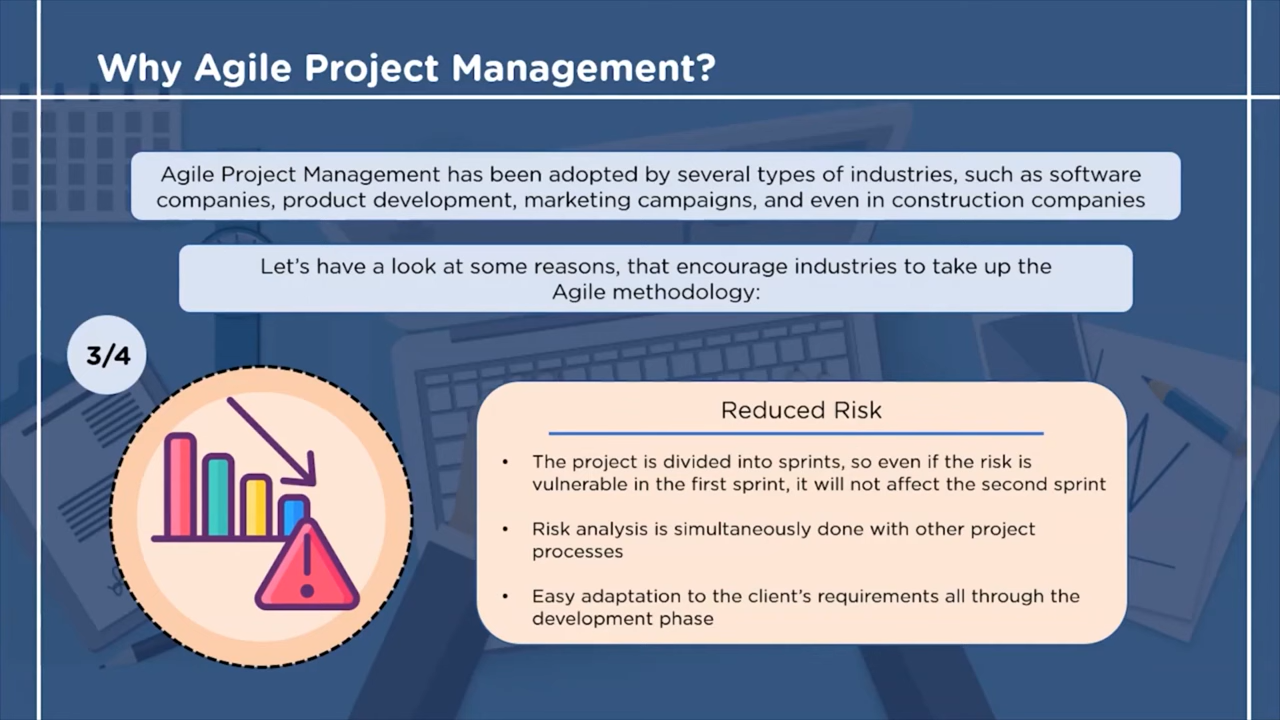 Why Agile Project Management?
Agile Project Management has been adopted by several types of industries, such as software
companies, product development, marketing campaigns, and even in construction companies
Let's have a look at some reasons, that encourage industries to take up the
Agile methodology:
3/4
Reduced Risk
• The project is divided into sprints, so even if the risk is
vulnerable in the first sprint, it will not affect the second sprint
• Risk analysis is simultaneously done with other project
processes
• Easy adaptation to the client's requirements all through the
development phase